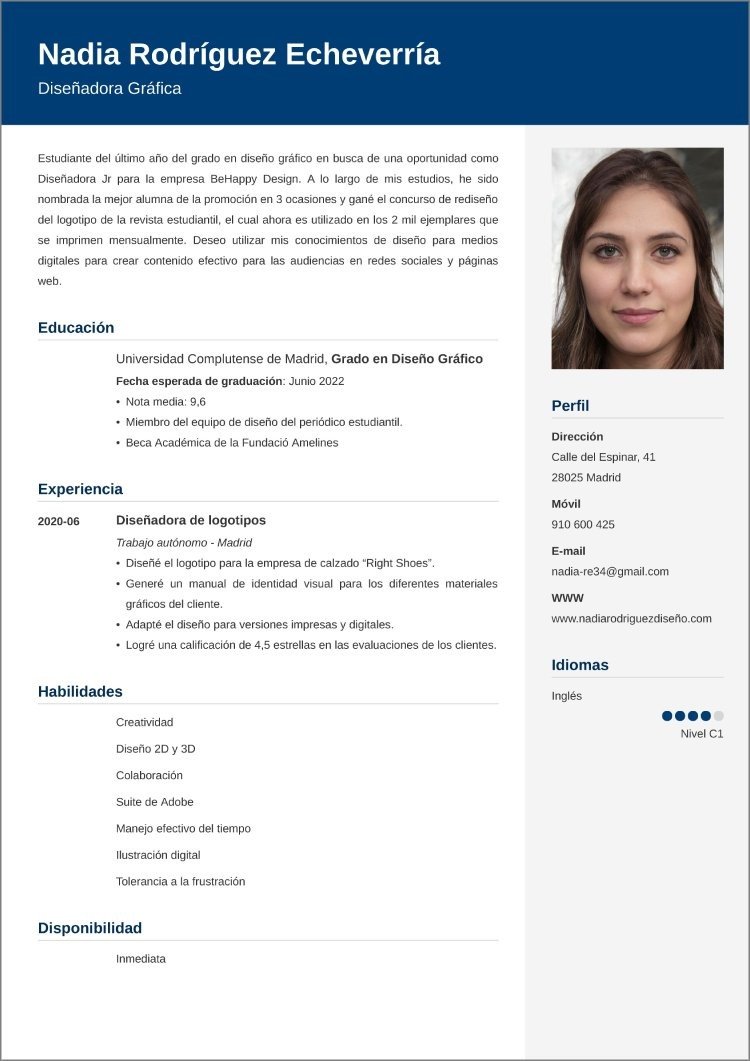 Nadia Rodríguez Echeverría
Diseñadora Gráfica
Estudiante del último año del grado en diseño gráfico en busca de una oportunidad como
Diseñadora Jr para la empresa BeHappy Design. A lo largo de mis estudios, he sido
nombrada la mejor alumna de la promoción en 3 ocasiones y gané el concurso de rediseño
del logotipo de la revista estudiantil, el cual ahora es utilizado en los 2 mil ejemplares que
se imprimen mensualmente. Deseo utilizar mis conocimientos de diseño para medios
digitales para crear contenido efectivo para las audiencias en redes sociales y páginas
web.
Educación
Universidad Complutense de Madrid, Grado en Diseño Gráfico
Fecha esperada de graduación: Junio 2022
• Nota media: 9,6
• Miembro del equipo de diseño del periódico estudiantil.
• Beca Académica de la Fundació Amelines
Experiencia
2020-06 Diseñadora de logotipos
Trabajo autónomo - Madrid
• Diseñé el logotipo para la empresa de calzado “Right Shoes”.
• Generé un manual de identidad visual para los diferentes materiales
gráficos del cliente.
• Adapté el diseño para versiones impresas y digitales.
• Logré una calificación de 4,5 estrellas en las evaluaciones de los clientes.
Habilidades
Creatividad
Diseño 2D y 3D
Colaboración
Suite de Adobe
Manejo efectivo del tiempo
Ilustración digital
Tolerancia a la frustración
Disponibilidad
Inmediata
Perfil
Dirección
Calle del Espinar, 41
28025 Madrid
Móvil
910 600 425
E-mail
nadia-re34@gmail.com
WWW
www.nadiarodriguezdiseño.com
Idiomas
Inglés
Nivel C1